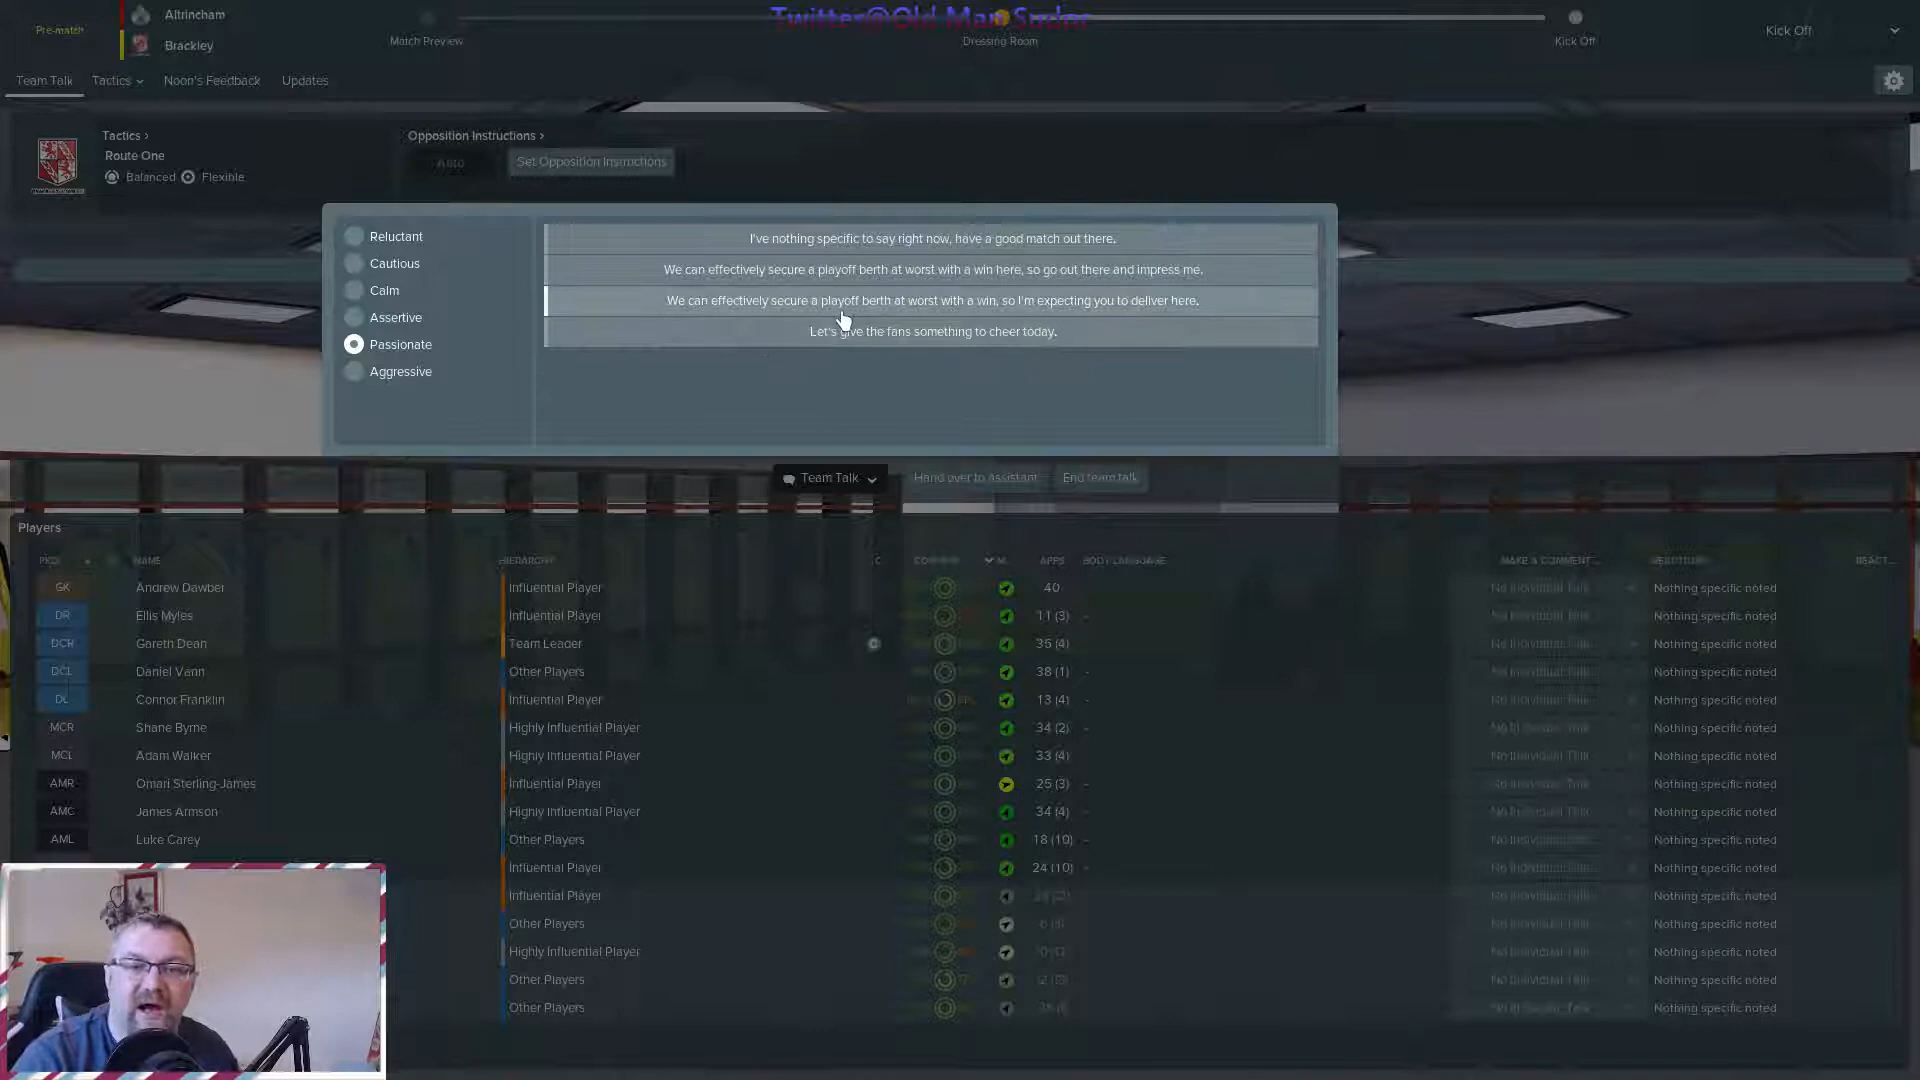 Pre-match
Altrincham
Brackley
Twitter@Old Man
Match Preview
Dressing Room
Kick Off
Kick Off
Team Talk
Tactics
Noon's Feedback
Updates
Tactics >
Route One
Balanced
Flexible
Opposition Instructions >
Auto
Set Opposition Instructions
Reluctant
Cautious
Calm
Assertive
Passionate
Aggressive
I've nothing specific to say right now, have a good match out there.
We can effectively secure a playoff berth at worst with a win here, so go out there and impress me.
We can effectively secure a playoff berth at worst with a win, so I'm expecting you to deliver here.
Let's give the fans something to cheer today.
Team Talk
Hand over to assistant
End team talk
Players
NAME
HIERARCHY
C
M...
APPS
BODY LANGUAGE
MAKE A COMMENT...
REACT...
GK Andrew Dawber Influential Player 40 Nothing specific noted
DR Ellis Myles Influential Player 11 (3) - Nothing specific noted
DCR Gareth Dean Team Leader C 35 (4) Nothing specific noted
DCL Daniel Vann Other Players 38 (1) - Nothing specific noted
DL Connor Franklin Influential Player 13 (4) - Nothing specific noted
MCR Shane Byrne Highly Influential Player 34 (2) - Nothing specific noted
MCL Adam Walker Highly Influential Player 33 (4) Nothing specific noted
AMR Omari Sterling-James Influential Player 25 (3) - Nothing specific noted
AMC James Armson Highly Influential Player 34 (4) - Nothing specific noted
AML Luke Carey Other Players 18 (10) - Nothing specific noted
Influential Player 24 (10) - Nothing specific noted
Influential Player Nothing specific noted
Other Players Nothing specific noted
Highly Influential Player Nothing specific noted
Other Players Nothing specific noted
Other Players Nothing specific noted